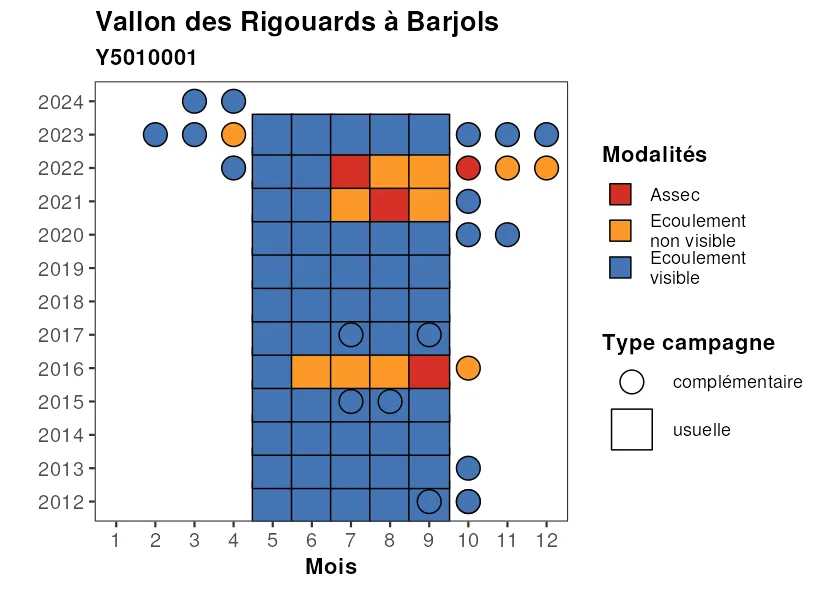 Vallon des Rigouards à Barjols
Y5010001
2024
2023
2022
2021
2020
2019
2018
2017
2016
2015
2014
2013
2012
1 2 3 4 5 6 7 8 9 10 11 12
Mois
Modalités
Assec
Ecoulement
non visible
Ecoulement
visible
Type campagne
complémentaire
usuelle